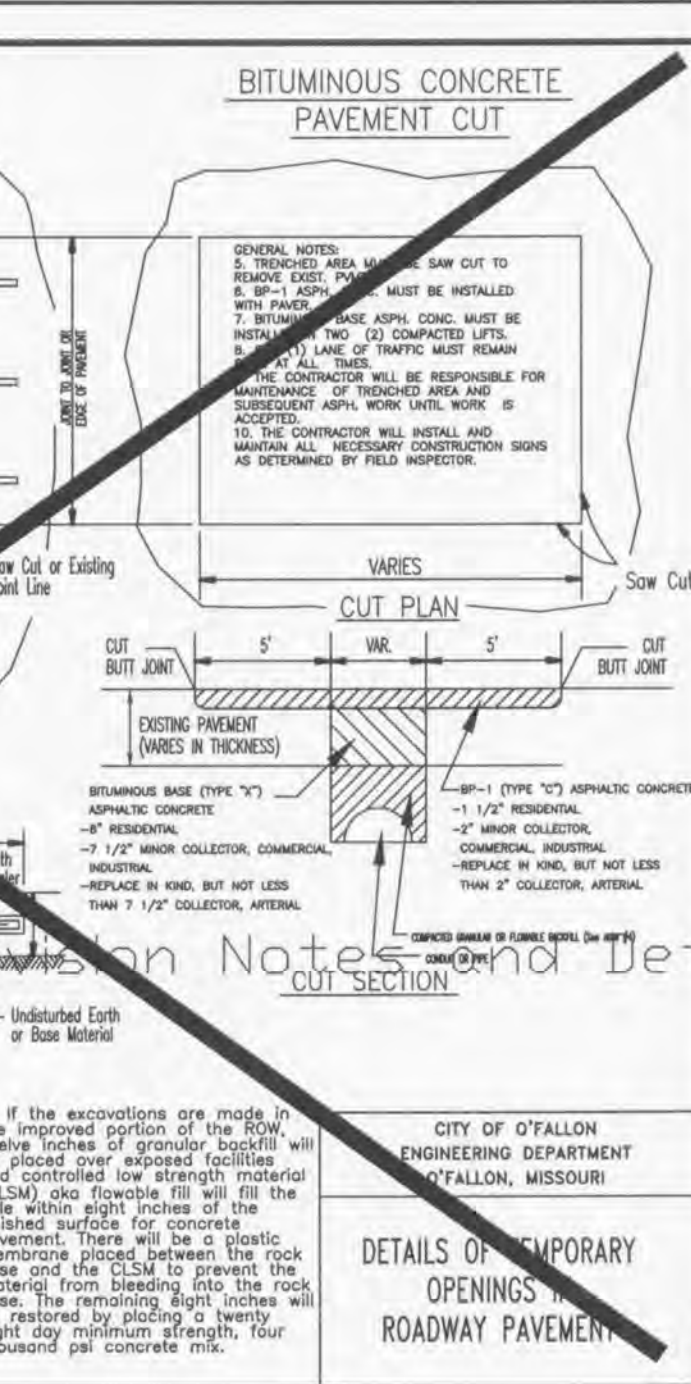 BITUMINOUS CONCRETE
PAVEMENT CUT
GENERAL NOTES:
5. TRENCHED AREA SAW CUT TO
REMOVE EXIST.
6. BP-1 ASPH. MUST BE INSTALLED
WITH PAVER.
7. BASE ASPH. CONC. MUST BE
TWO (2) COMPACTED LIFTS.
8. (1) LANE OF TRAFFIC MUST REMAIN
AT ALL TIMES.
THE CONTRACTOR WILL BE RESPONSIBLE FOR
MAINTENANCE OF TRENCHED AREA AND
SUBSEQUENT ASPH. WORK UNTIL WORK IS
ACCEPTED.
10. THE CONTRACTOR WILL INSTALL AND
MAINTAIN ALL NECESSARY CONSTRUCTION SIGNS
AS DETERMINED BY FIELD INSPECTOR.
JOINT TO JOINT OR
EDGE OF PAVEMENT
aw Cut or Existing
oint Line
VARIES
Saw Cut
CUT PLAN
CUT
BUTT JOINT
5'
VAR.
5'
CUT
BUTT JOINT
EXISTING PAVEMENT
(VARIES IN THICKNESS)
BITUMINOUS BASE (TYPE "X")
ASPHALTIC CONCRETE
-6" RESIDENTIAL
-7 1/2" MINOR COLLECTOR, COMMERCIAL,
INDUSTRIAL
-REPLACE IN KIND, BUT NOT LESS
THAN 7 1/2" COLLECTOR, ARTERIAL
BP-1 (TYPE "C") ASPHALTIC CONCRETE
-1 1/2" RESIDENTIAL
-2" MINOR COLLECTOR,
COMMERCIAL, INDUSTRIAL
-REPLACE IN KIND, BUT NOT LESS
THAN 2" COLLECTOR, ARTERIAL
COMPACTED GRANULAR OR FLOWABLE BACKFILL (See
CONDUIT OR PIPE
ision Notes and Det
CUT SECTION
- Undisturbed Earth
or Base Material
If the excavations are made in
e improved portion of the ROW,
elve inches of granular backfill will
placed over exposed facilities
d controlled low strength material
LSM) aka flowable fill will fill the
le within eight inches of the
ished surface for concrete
vement. There will be a plastic
embrane placed between the rock
se and the CLSM to prevent the
aterial from bleeding into the rock
se. The remaining eight inches will
restored by placing a twenty
ght day minimum strength, four
ousand psi concrete mix.
CITY OF O'FALLON
ENGINEERING DEPARTMENT
O'FALLON, MISSOURI
DETAILS OF TEMPORARY
OPENINGS
ROADWAY PAVEMENT